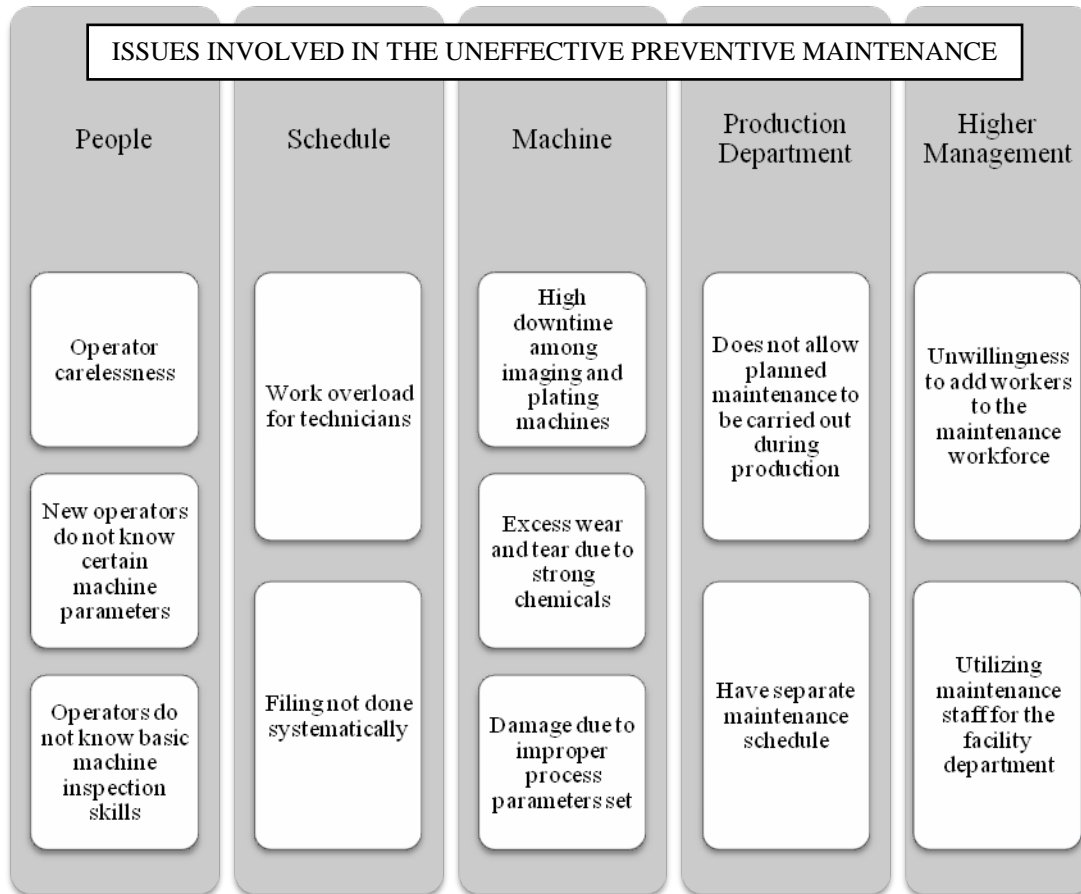 ISSUES INVOLVED IN THE UNEFFECTIVE PREVENTIVE MAINTENANCE
People
Operator
carelessness
New operators
do not know
certain
machine
parameters
Operators do
not know basic
machine
inspection
skills
Schedule
Work overload
for technicians
Filing not done
systematically
Machine
High
downtime
among
imaging and
plating
machines
Excess wear
and tear due to
strong
chemicals
Damage due to
improper
process
parameters set
Production
Department
Does not allow
planned
maintenance to
be carried out
during
production
Have separate
maintenance
schedule
Higher
Management
Unwillingness
to add workers
to the
maintenance
workforce
Utilizing
maintenance
staff for the
facility
department